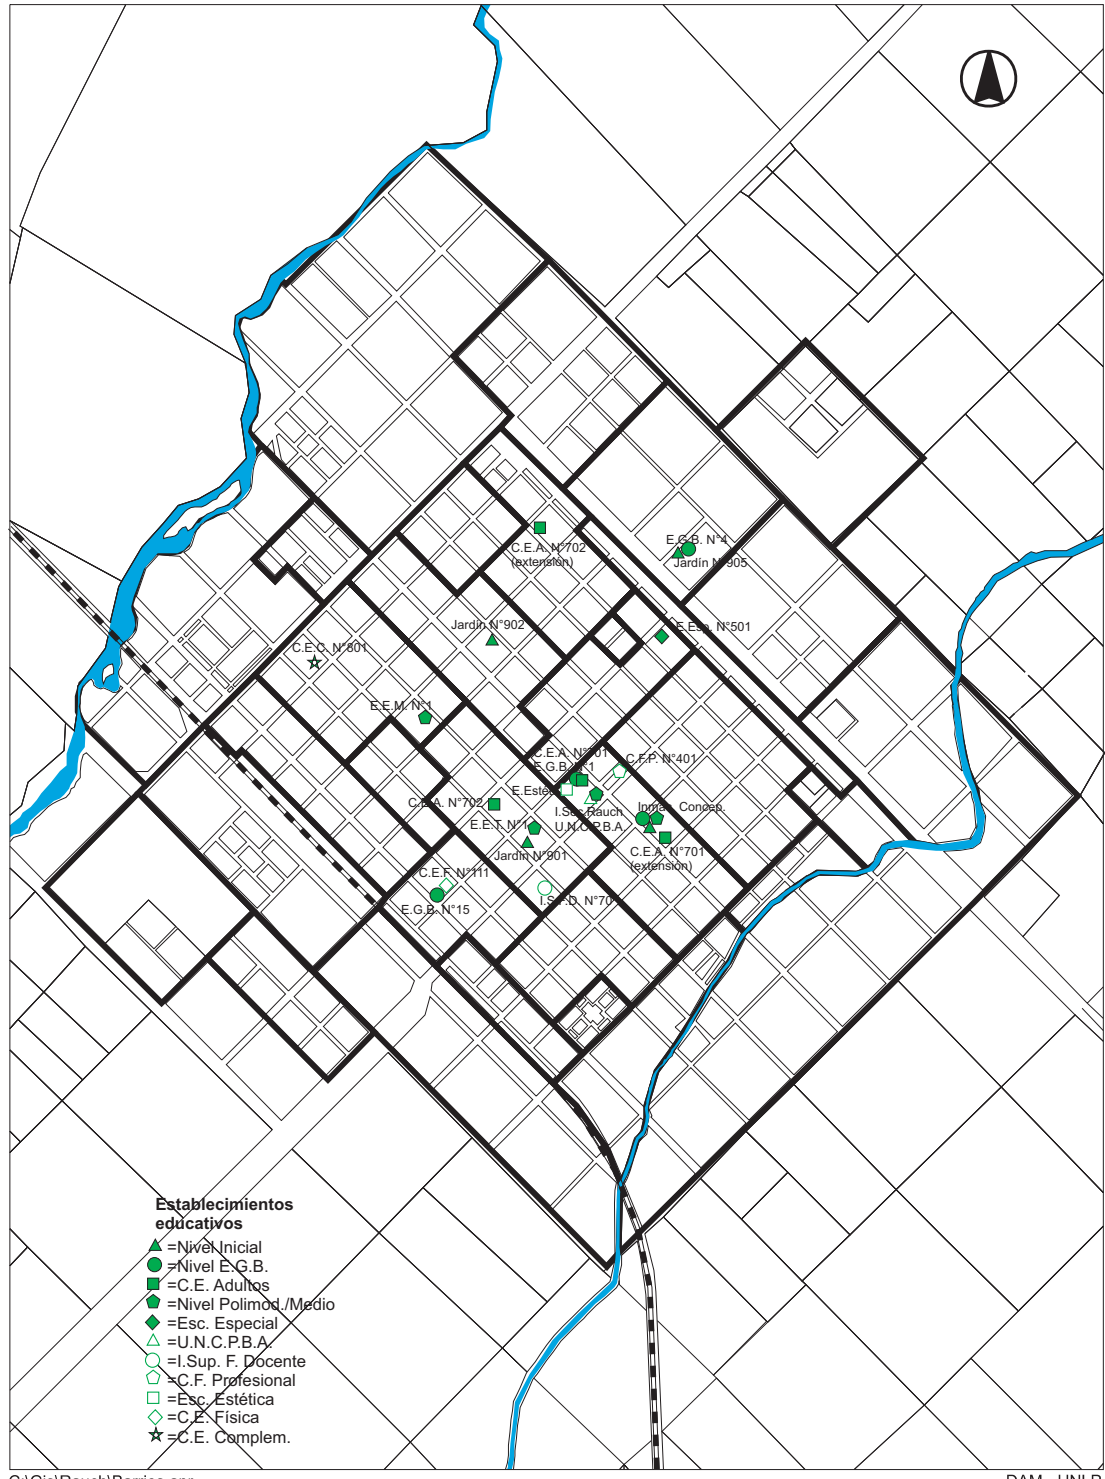 C.E.A. N°702
(extensión)
E.G.B. N°4
Jardín N°905
Jardín N°902
E.Esp. N°501
C.E.C. N°801
E.E.M. N°1
C.E.A. N°701
E.G.B. N°1
C.F.P. N°401
C.E.A. N°702
I.Sec.Rauch
Inmac. Concep.
E.E.T. N°1
U.N.C.P.B.A.
Jardín N°901
C.E.A. N°701
(extensión)
C.E.F. N°111
E.G.B. N°15
I.S.F.D. N°70
Establecimientos
educativos
=Nivel Inicial
=Nivel E.G.B.
=C.E. Adultos
=Nivel Polimod./Medio
=Esc. Especial
=U.N.C.P.B.A.
=I.Sup. F. Docente
=C.F. Profesional
=Esc. Estética
=C.E. Física
=C.E. Complem.